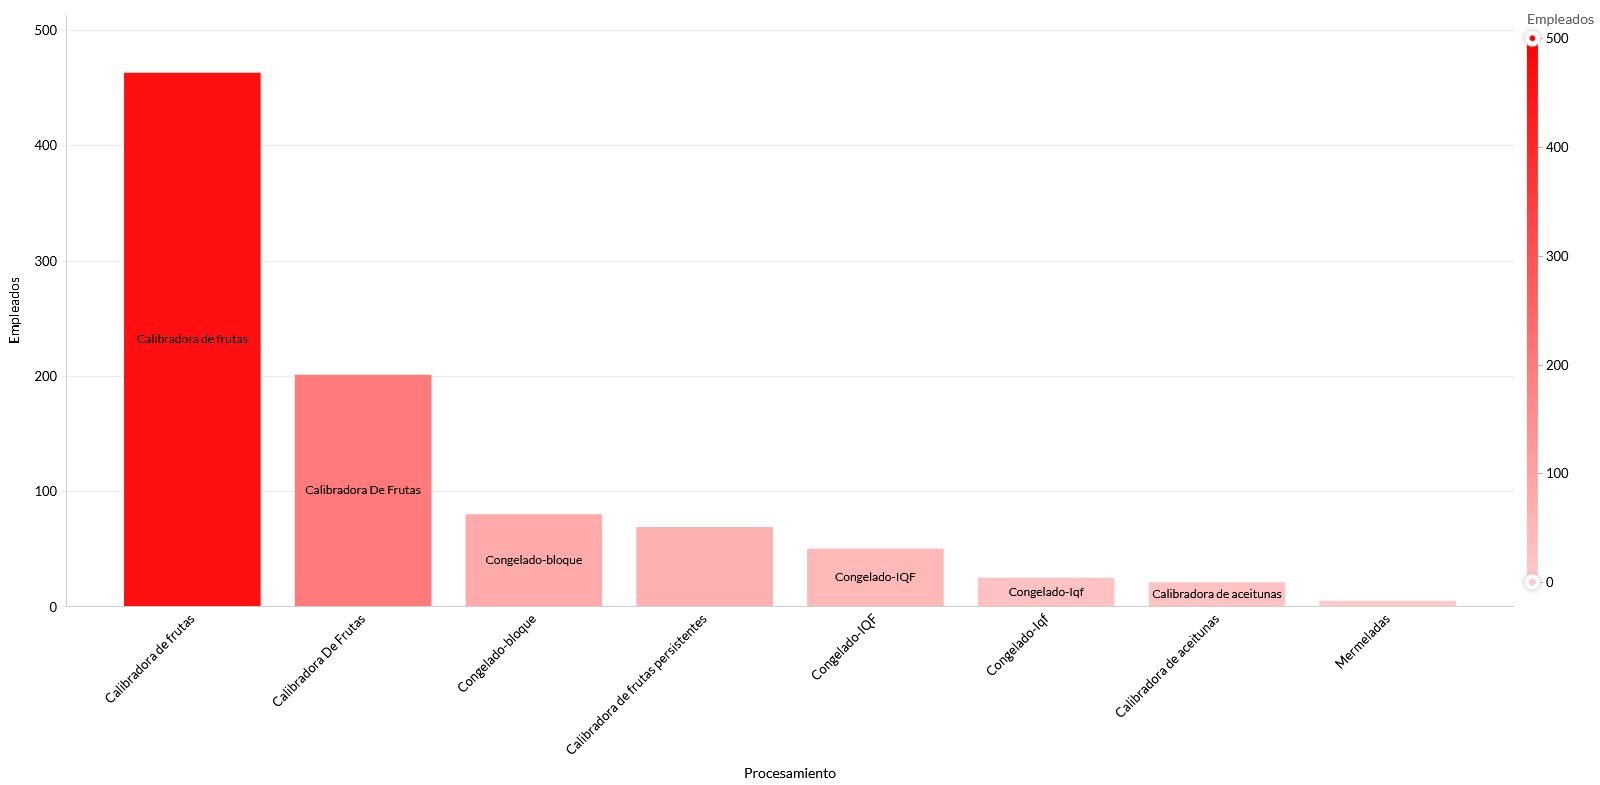 Empleados
500
500
400
400
300
300
200
200
100
100
0
0
Empleados
Calibradora de frutas
Calibradora De Frutas
Congelado-bloque
Congelado-IQF
Congelado-Iqf
Calibradora de aceitunas
Calibradora de frutas
Calibradora De Frutas
Congelado-bloque
Calibradora de frutas persistentes
Congelado-IQF
Congelado-Iqf
Calibradora de aceitunas
Mermeladas
Procesamiento